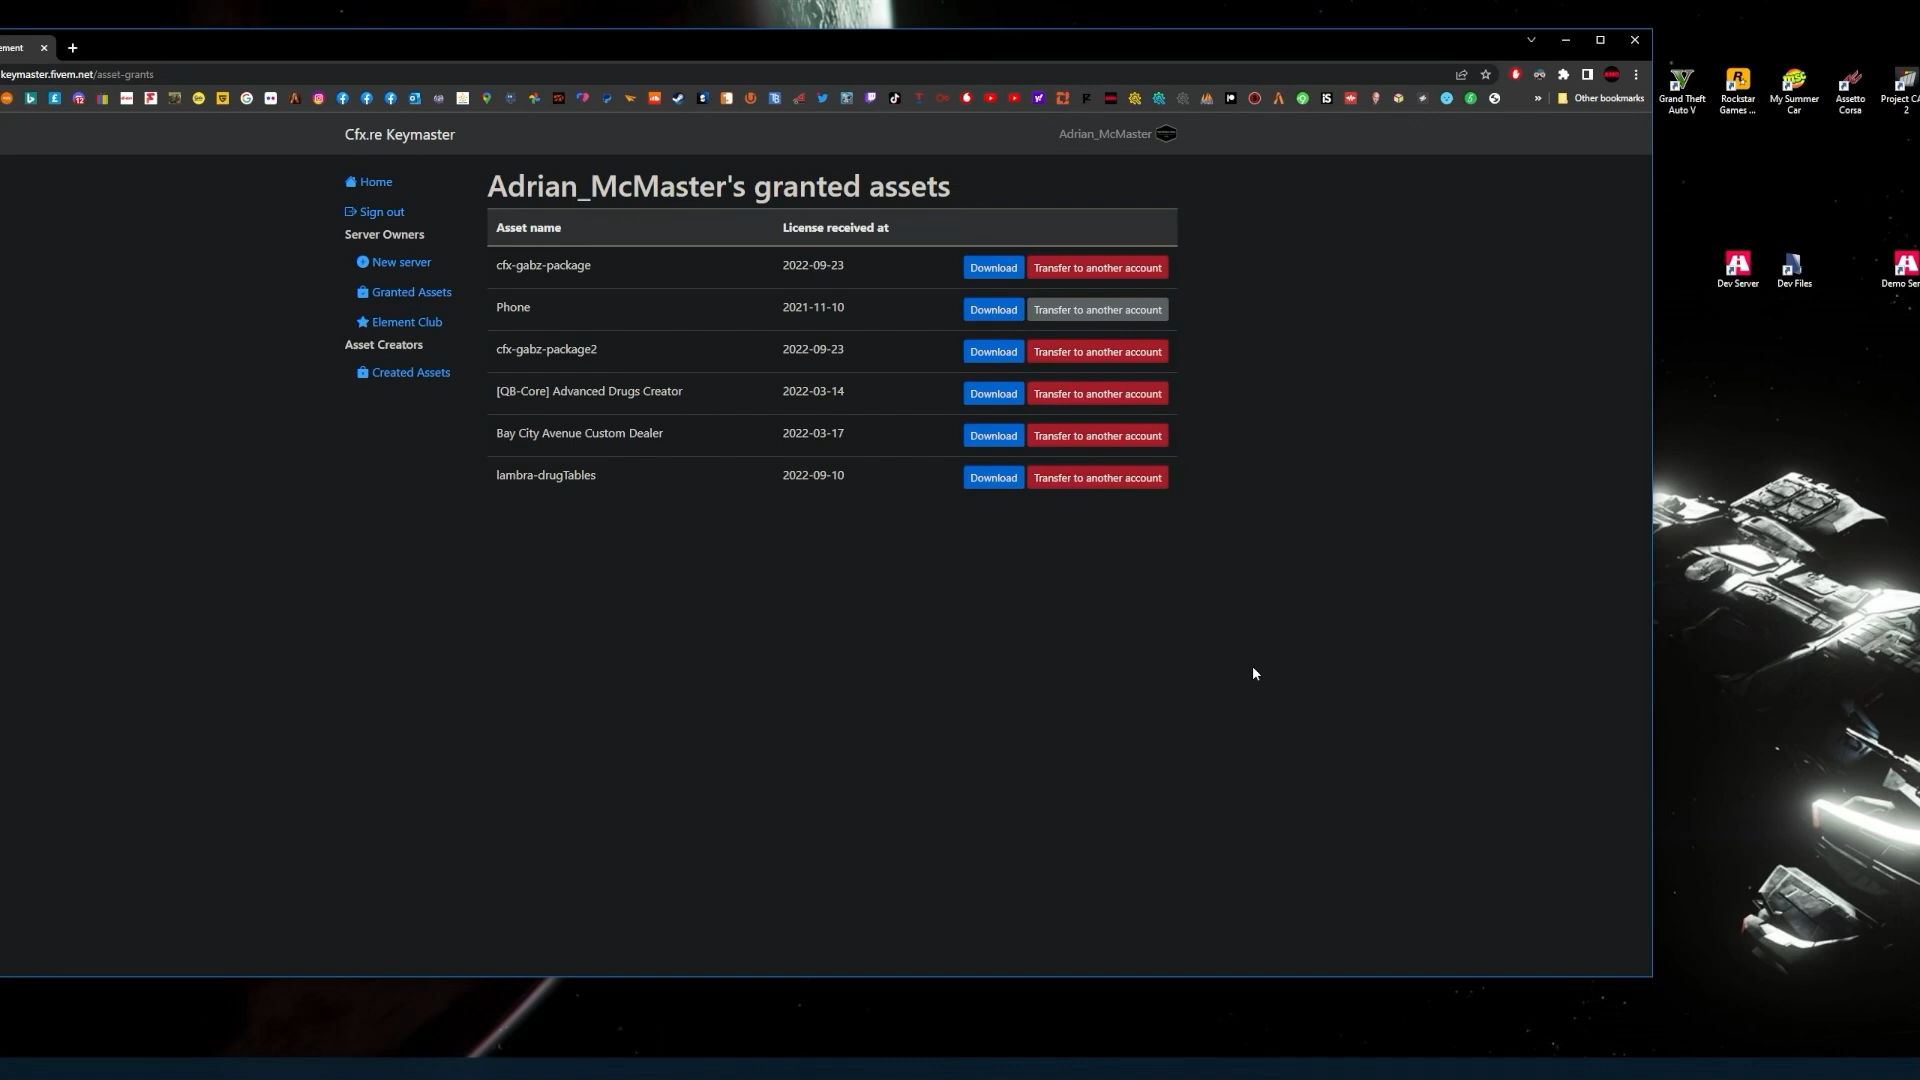 ement
keymaster.fivem.net/asset-grants
Other bookmarks
Cfx.re Keymaster
Adrian_McMaster
Home
Sign out
Server Owners
New server
Granted Assets
Element Club
Asset Creators
Created Assets
Adrian_McMaster's granted assets
Asset name License received at
cfx-gabz-package 2022-09-23 Download Transfer to another account
Phone 2021-11-10 Download Transfer to another account
cfx-gabz-package2 2022-09-23 Download Transfer to another account
[QB-Core] Advanced Drugs Creator 2022-03-14 Download Transfer to another account
Bay City Avenue Custom Dealer 2022-03-17 Download Transfer to another account
lambra-drugTables 2022-09-10 Download Transfer to another account
Grand Theft Auto V
Rockstar Games ...
My Summer Car
Assetto Corsa
Project CA
2
Dev Server
Dev Files
Demo Ser